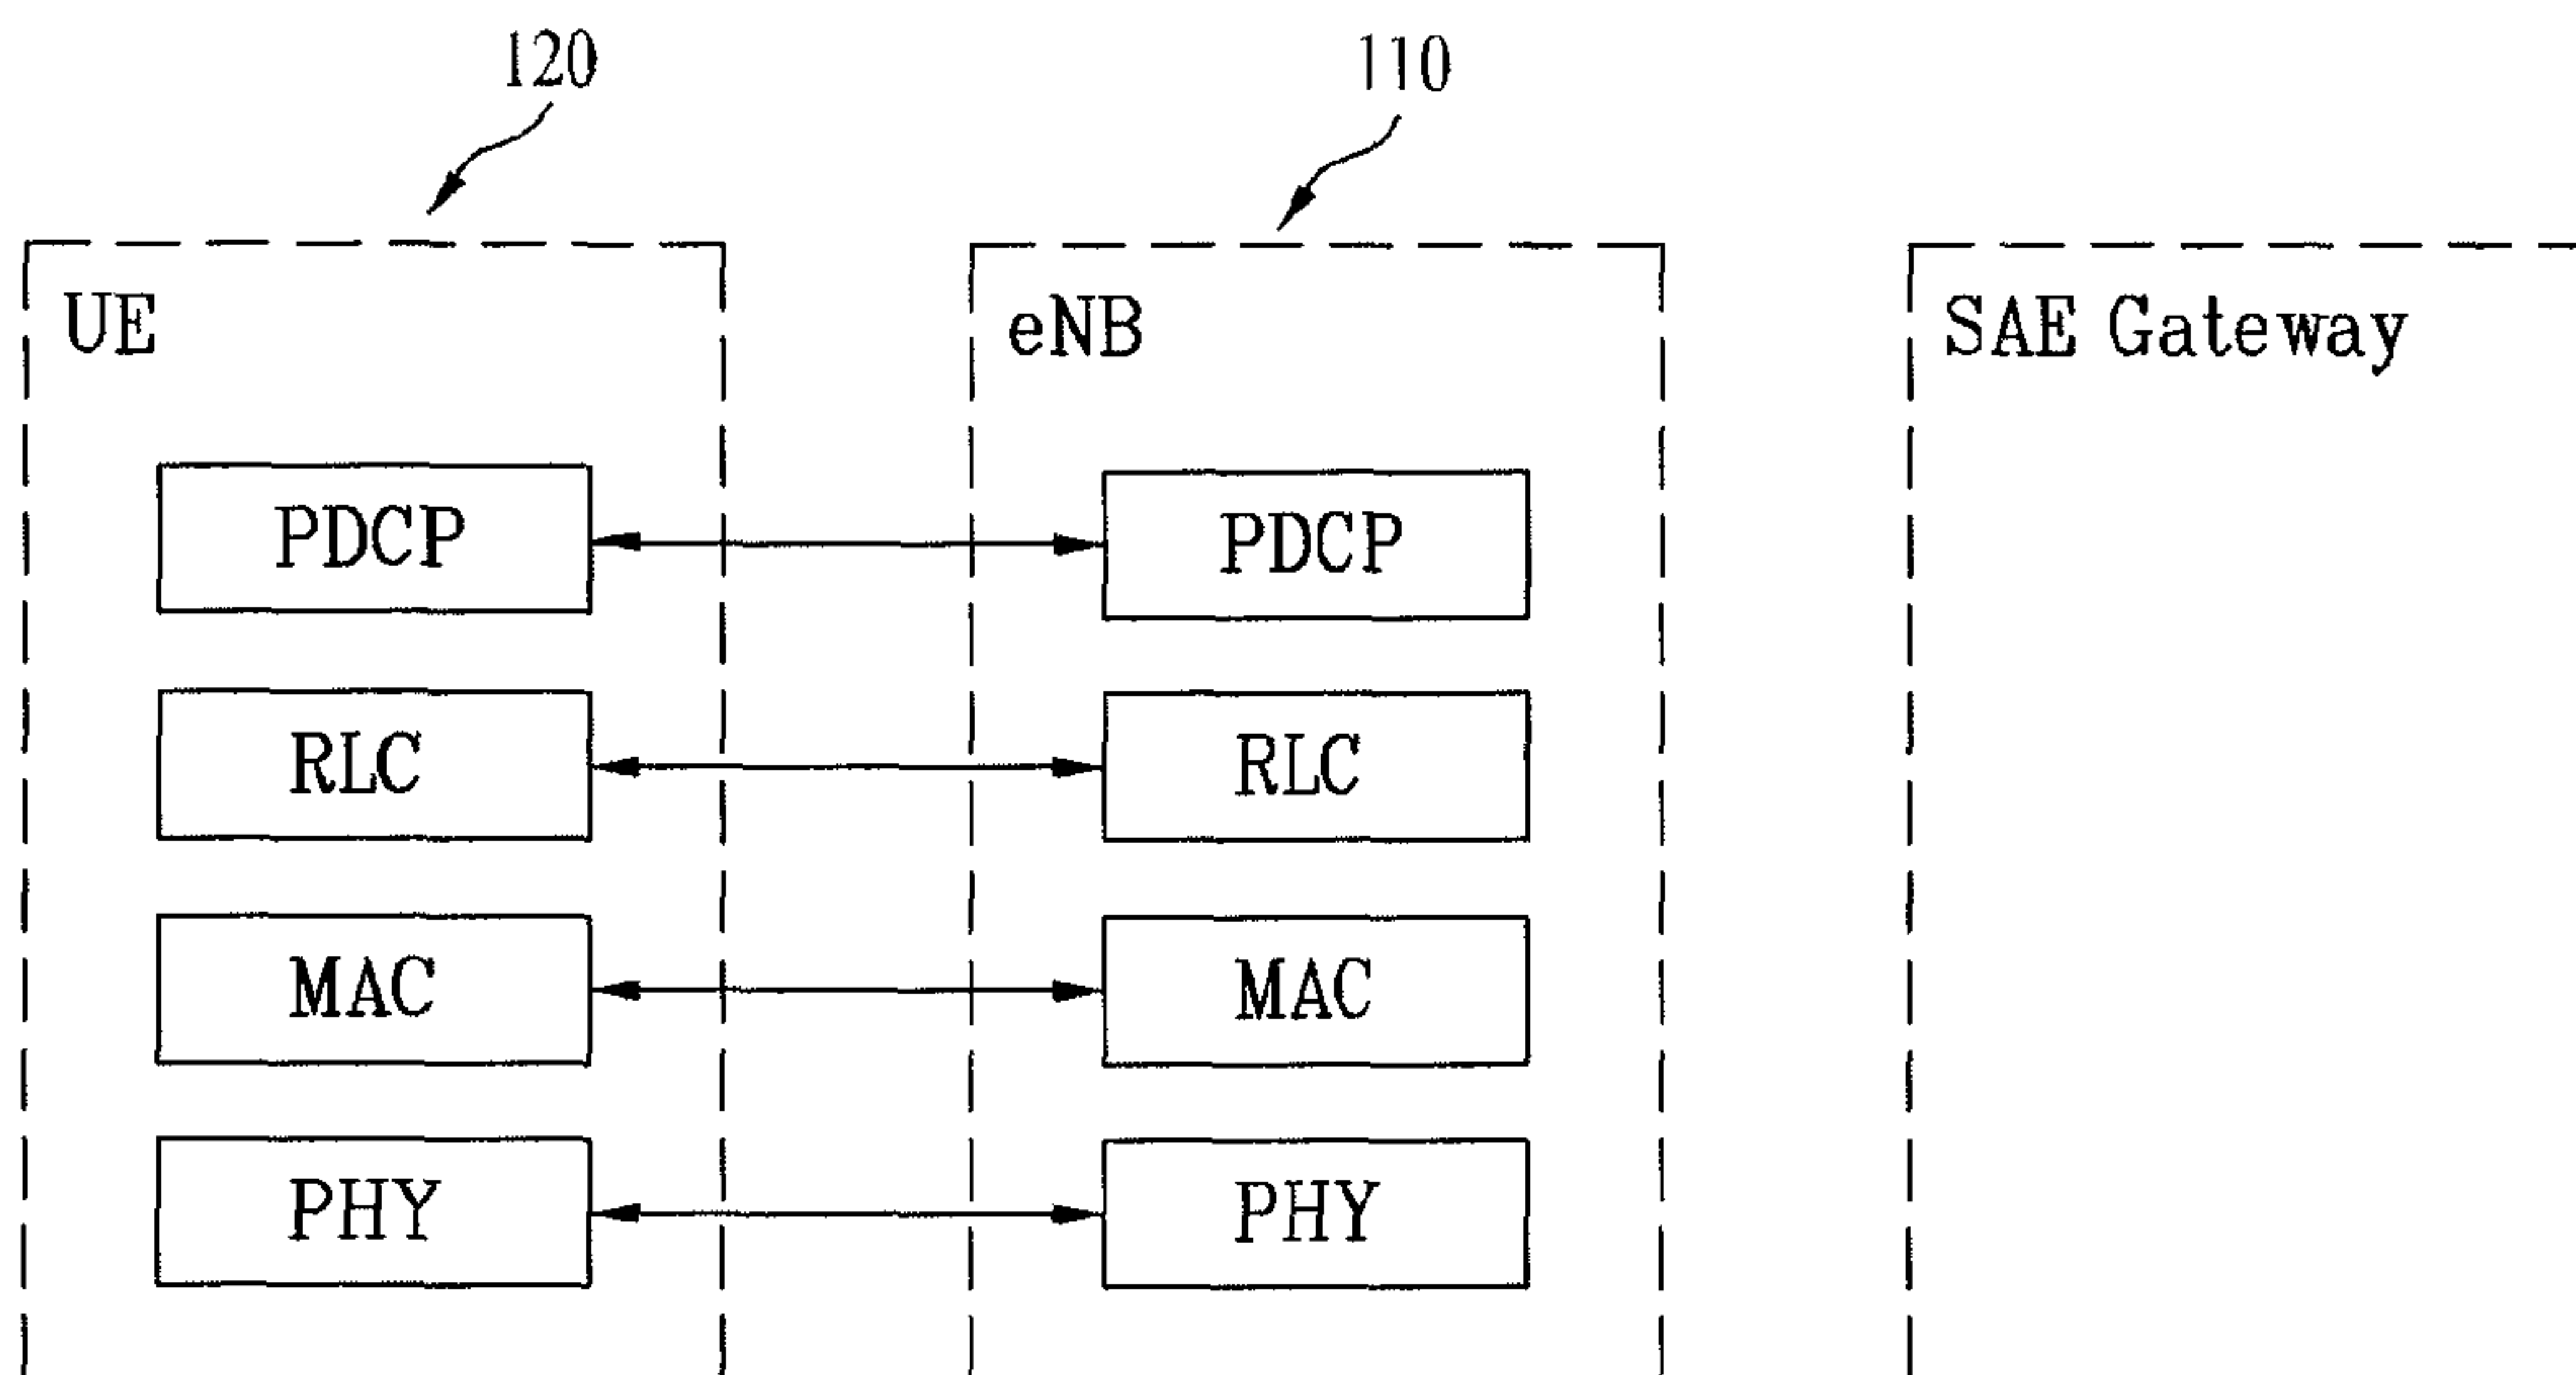 120
110
UE
eNB
SAE Gateway
PDCP
PDCP
RLC
RLC
MAC
MAC
PHY
PHY